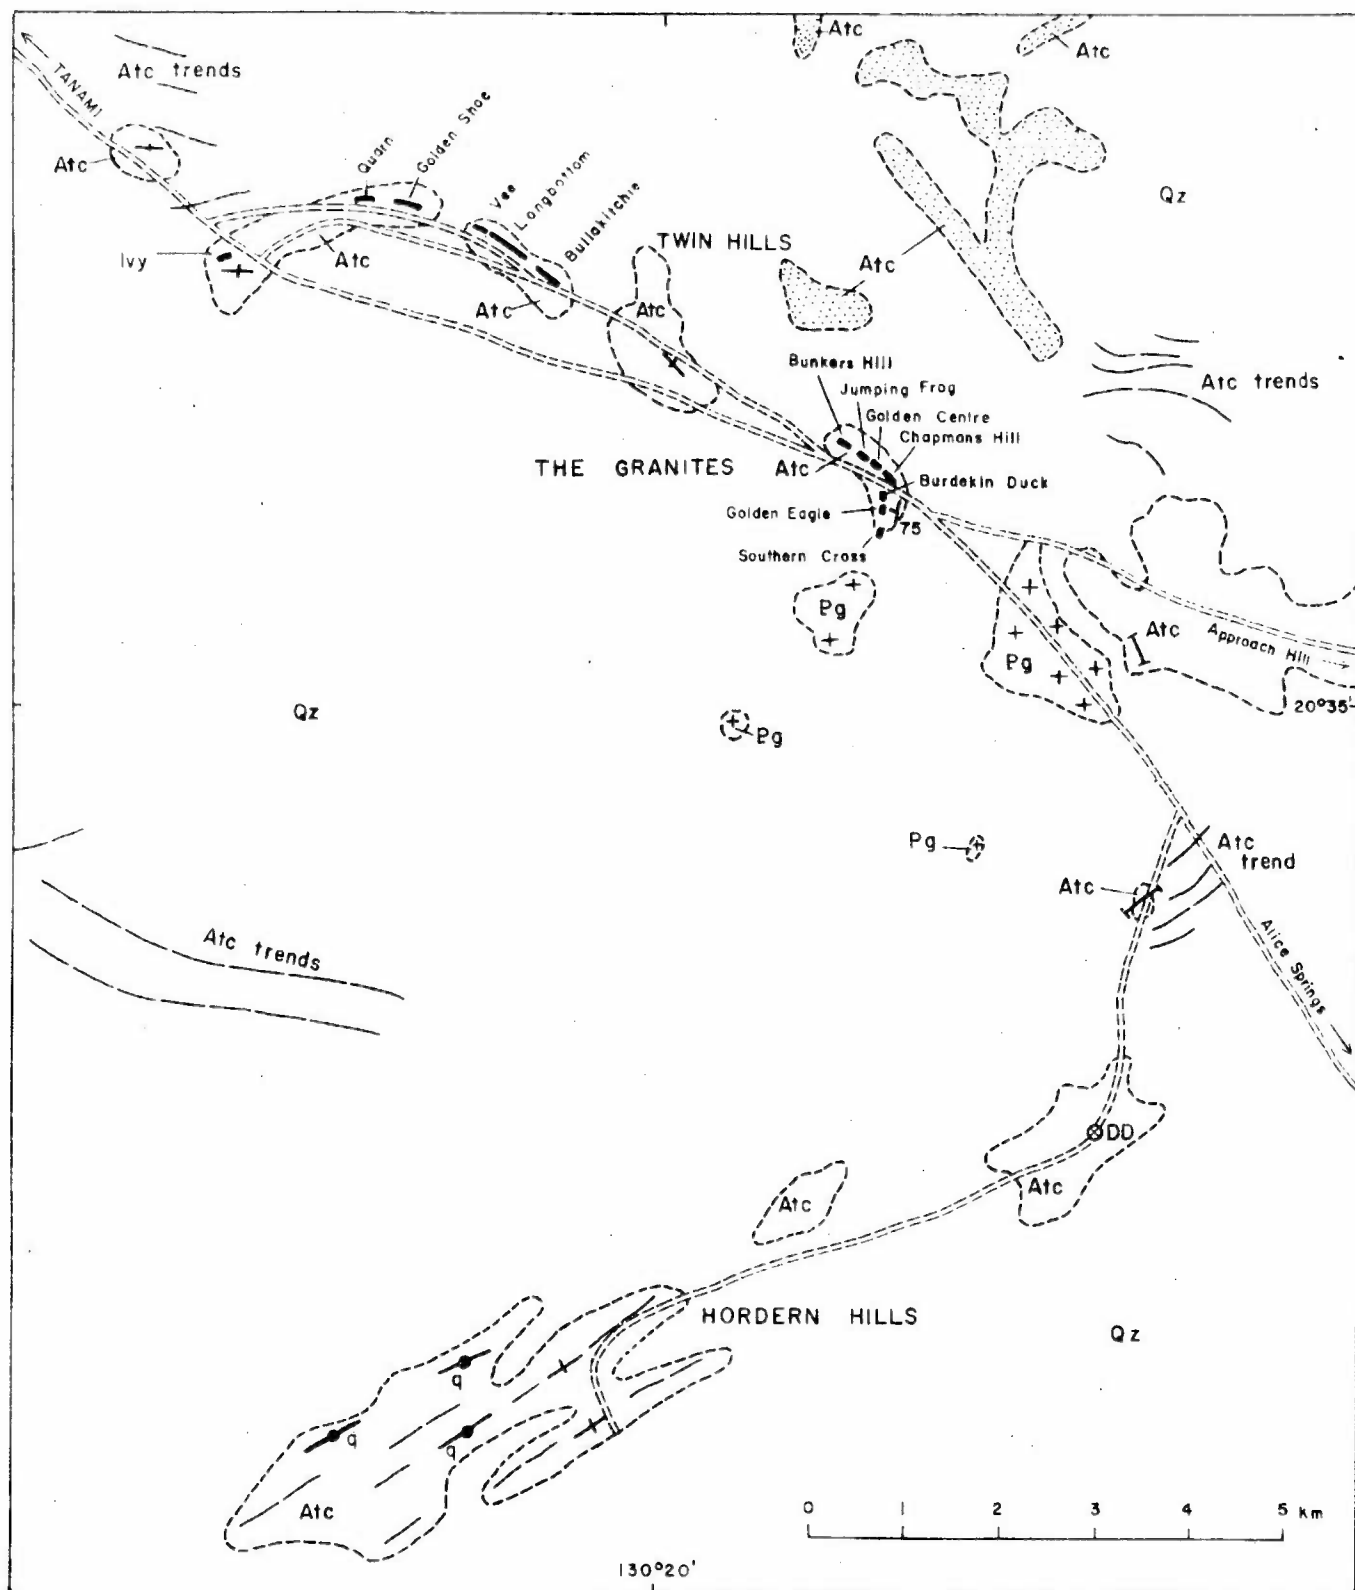 Atc
Atc
TANAMI
Atc trends
Atc
Quarn
Golden Shoe
Vee
Longbottom
Bullakitchie
Qz
Ivy
Atc
Atc
TWIN HILLS
Atc
Atc
Bunkers Hill
Jumping Frog
Golden Centre
Chapmans Hill
Atc trends
THE GRANITES
Atc
Burdekin Duck
Golden Eagle
75
Southern Cross
Pg
Pg
Atc
Approach Hill
20°35'
Qz
Pg
Pg
Atc
trend
Atc
Atc trends
Alice Springs
DD
Atc
Atc
HORDERN HILLS
Qz
q
q
q
Atc
0 1 2 3 4 5 km
130°20'